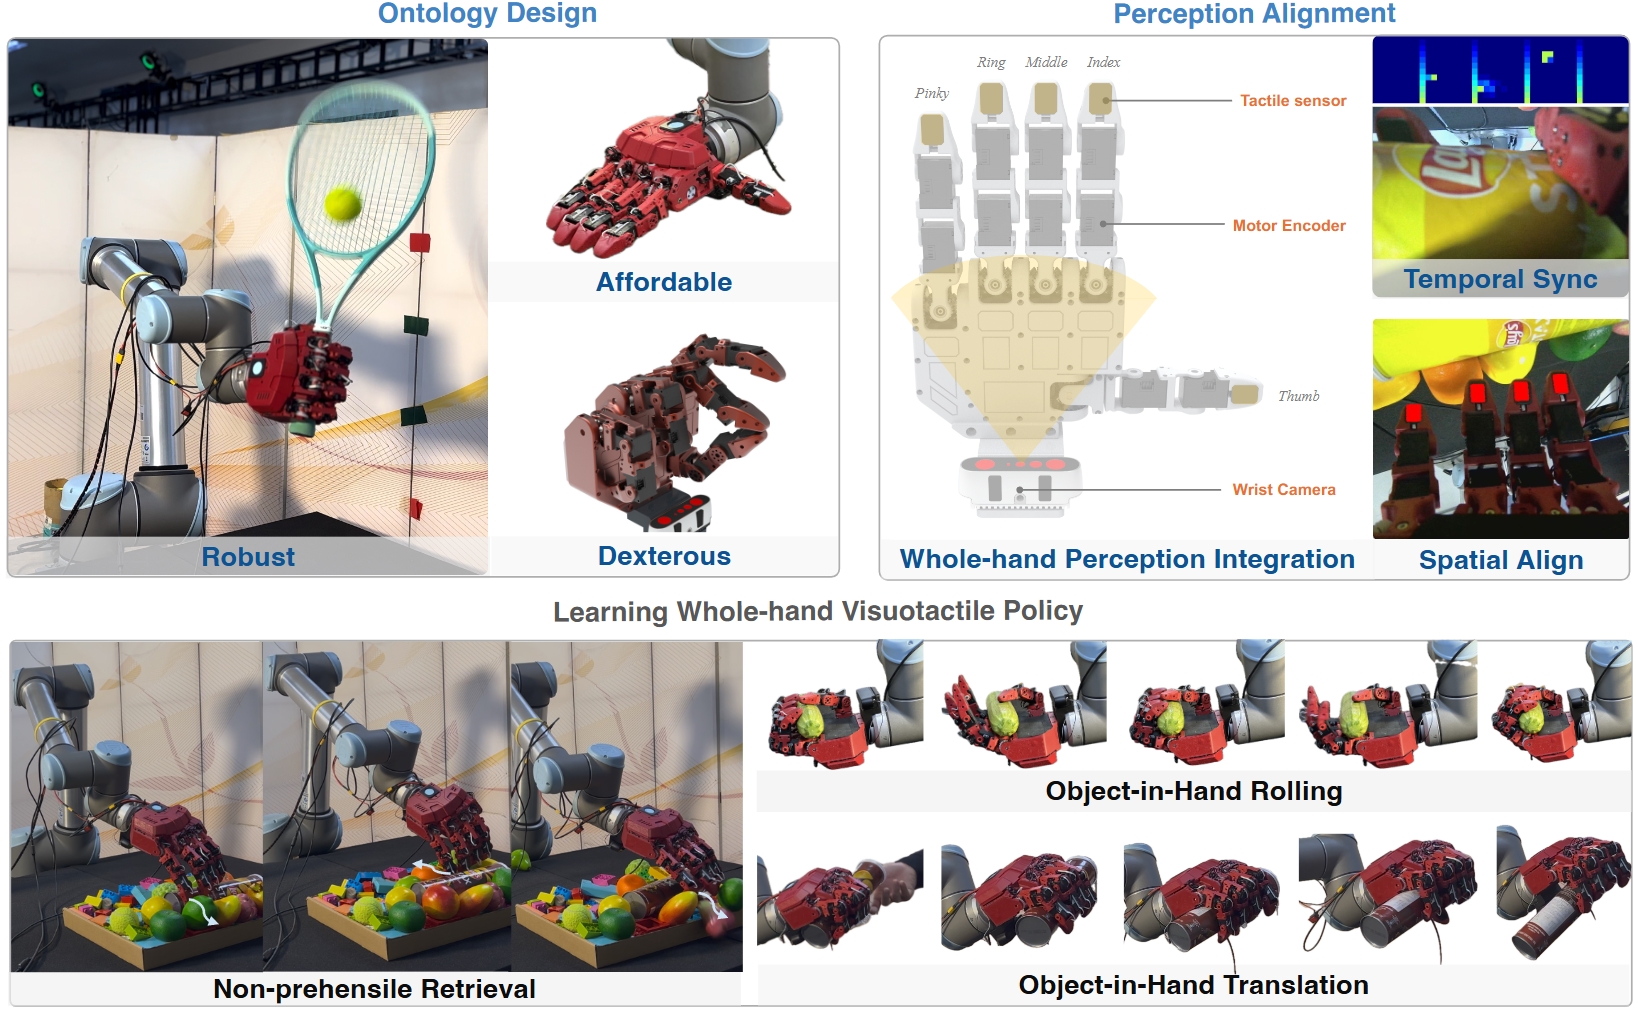 Ontology Design
Perception Alignment
Robust
Affordable
Dexterous
Pinky
Ring
Middle
Index
Thumb
Tactile sensor
Motor Encoder
Wrist Camera
Whole-hand Perception Integration
Temporal Sync
Lay's
Spatial Align
Learning Whole-hand Visuotactile Policy
Non-prehensile Retrieval
Object-in-Hand Rolling
Object-in-Hand Translation